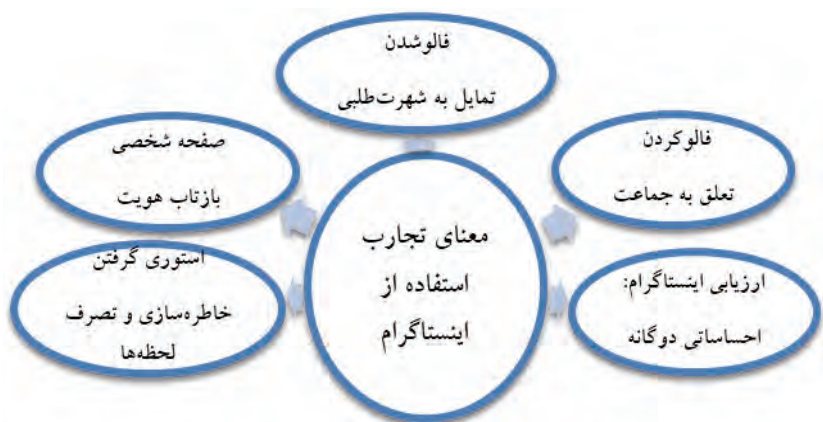 فالوشدن
تمایل به شهرت‌طلبی
فالوکردن
تعلق به جماعت
صفحه شخصی
بازتاب هویت
معنای تجارب
استفاده از
اینستاگرام
ارزیابی اینستاگرام:
احساساتی دوگانه
استوری گرفتن
خاطره‌سازی و تصرف
لحظه‌ها